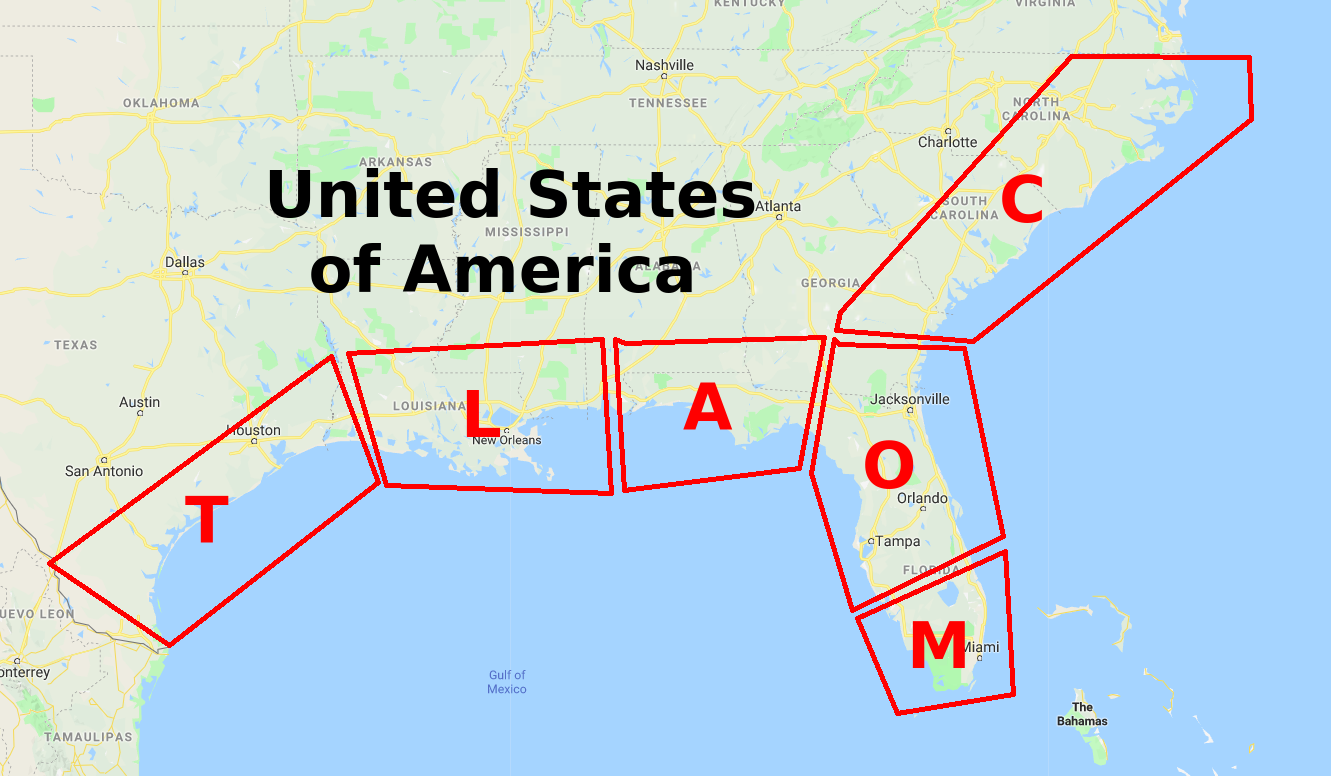 KENTUCKY
VIRGINIA
Nashville
OKLAHOMA
TENNESSEE
NORTH
CAROLINA
Charlotte
ARKANSAS
United States
of America
C
SOUTH
CAROLINA
Atlanta
MISSISSIPPI
Dallas
ALABAMA
GEORGIA
TEXAS
Austin
LOUISIANA
L
A
Jacksonville
Houston
New Orleans
San Antonio
O
Orlando
T
Tampa
FLORIDA
UEVO LEON
M
Miami
onterrey
Gulf of
Mexico
The
Bahamas
TAMAULIPAS